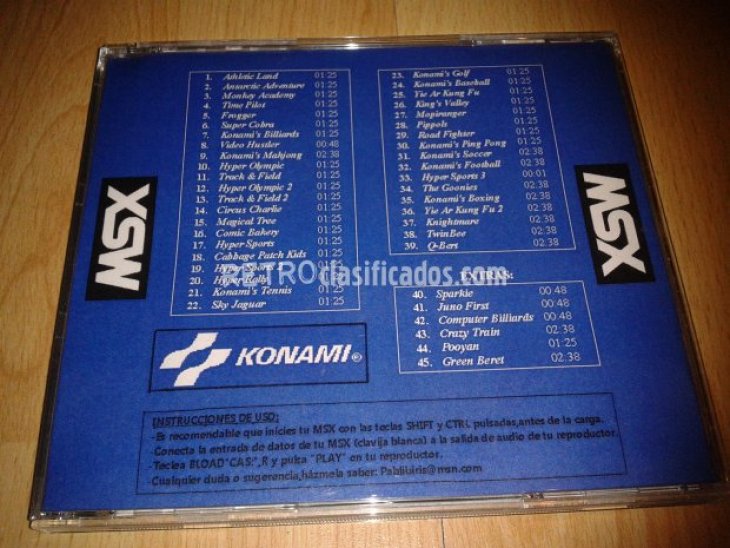 1. Athletic Land 01:25
2. Antarctic Adventure 01:25
3. Monkey Academy 01:25
4. Time Pilot 01:25
5. Frogger 01:25
6. Super Cobra 01:25
7. Konami's Billiards 01:25
8. Video Hustler 00:48
9. Konami's Mahjong 02:38
10. Hyper Olympic 01:25
11. Track & Field 01:25
12. Hyper Olympic 2 01:25
13. Track & Field 2 01:25
14. Circus Charlie 01:25
15. Magical Tree 01:25
16. Comic Bakery 01:25
17. Hyper Sports 01:25
18. Cabbage Patch Kids 01:25
19. Hyper Sports 2
20. Hyper Rally
21. Konami's Tennis 01:25
22. Sky Jaguar 01:25
23. Konami's Golf 01:25
24. Konami's Baseball 01:25
25. Yie Ar Kung Fu 01:25
26. King's Valley 01:25
27. Mopiranger 01:25
28. Pippols 01:25
29. Road Fighter 01:25
30. Konami's Ping Pong 01:25
31. Konami's Soccer 02:38
32. Konami's Football 02:38
33. Hyper Sports 3 00:01
34. The Goonies 02:38
35. Konami's Boxing 02:38
36. Yie Ar Kung Fu 2 02:38
37. Knightmare 02:38
38. TwinBee 02:38
39. Q-Bert 02:38
EXTRAS:
40. Sparkie 00:48
41. Juno First 00:48
42. Computer Billiards 00:48
43. Crazy Train 02:38
44. Pooyan 01:25
45. Green Beret 02:38
MSX
MSX
RETROclasificados.com
KONAMI®
INSTRUCCIONES DE USO:
-Es recomendable que inicies tu MSX con las teclas SHIFT y CTRL pulsadas,antes de la carga.
-Conecta la entrada de datos de tu MSX (clavija blanca) a la salida de audio de tu reproductor.
-Teclea BLOAD"CAS:",R y pulsa "PLAY" en tu reproductor.
-Cualquier duda o sugerencia,házmela saber: